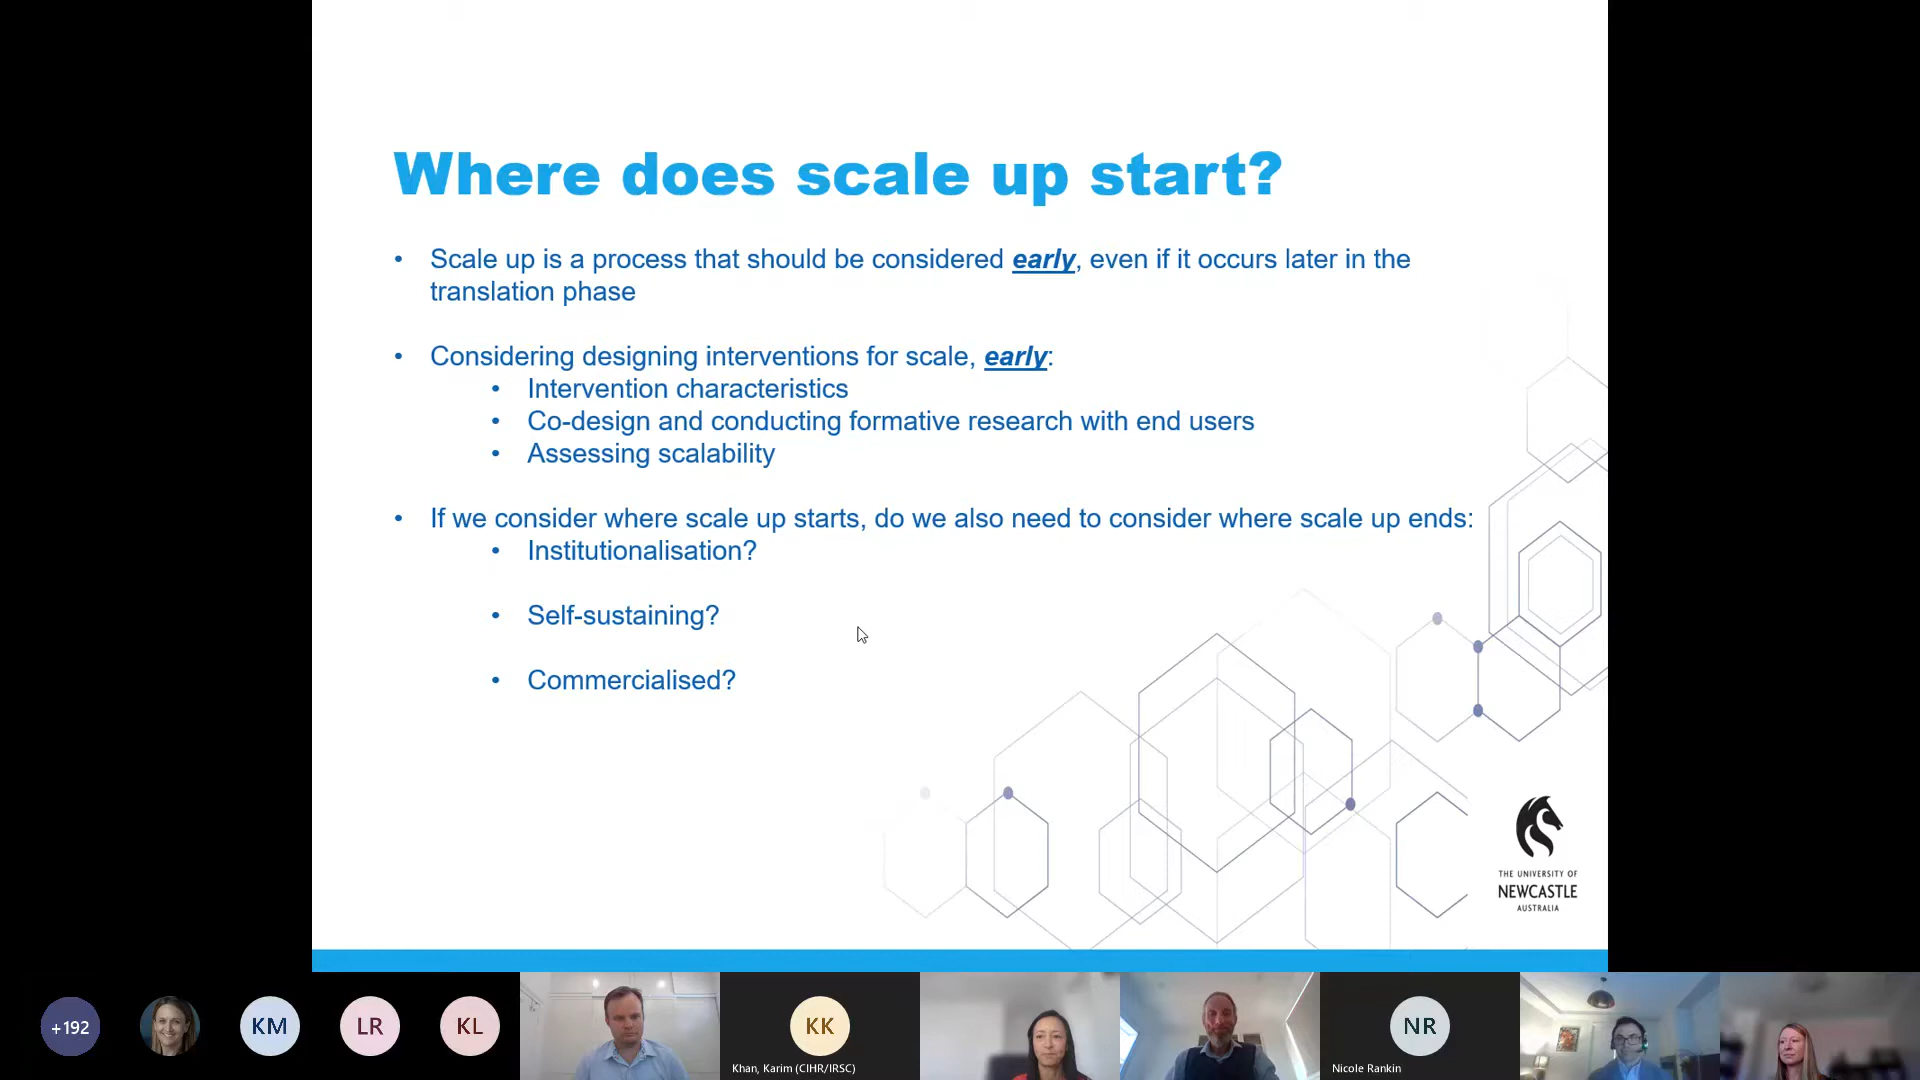 Where does scale up start?
• Scale up is a process that should be considered early, even if it occurs later in the
translation phase
• Considering designing interventions for scale, early:
• Intervention characteristics
• Co-design and conducting formative research with end users
• Assessing scalability
• If we consider where scale up starts, do we also need to consider where scale up ends:
• Institutionalisation?
• Self-sustaining?
• Commercialised?
THE UNIVERSITY OF
NEWCASTLE
AUSTRALIA
+192
KM
LR
KL
KK
Khan, Karim (CIHR/IRSC)
NR
Nicole Rankin